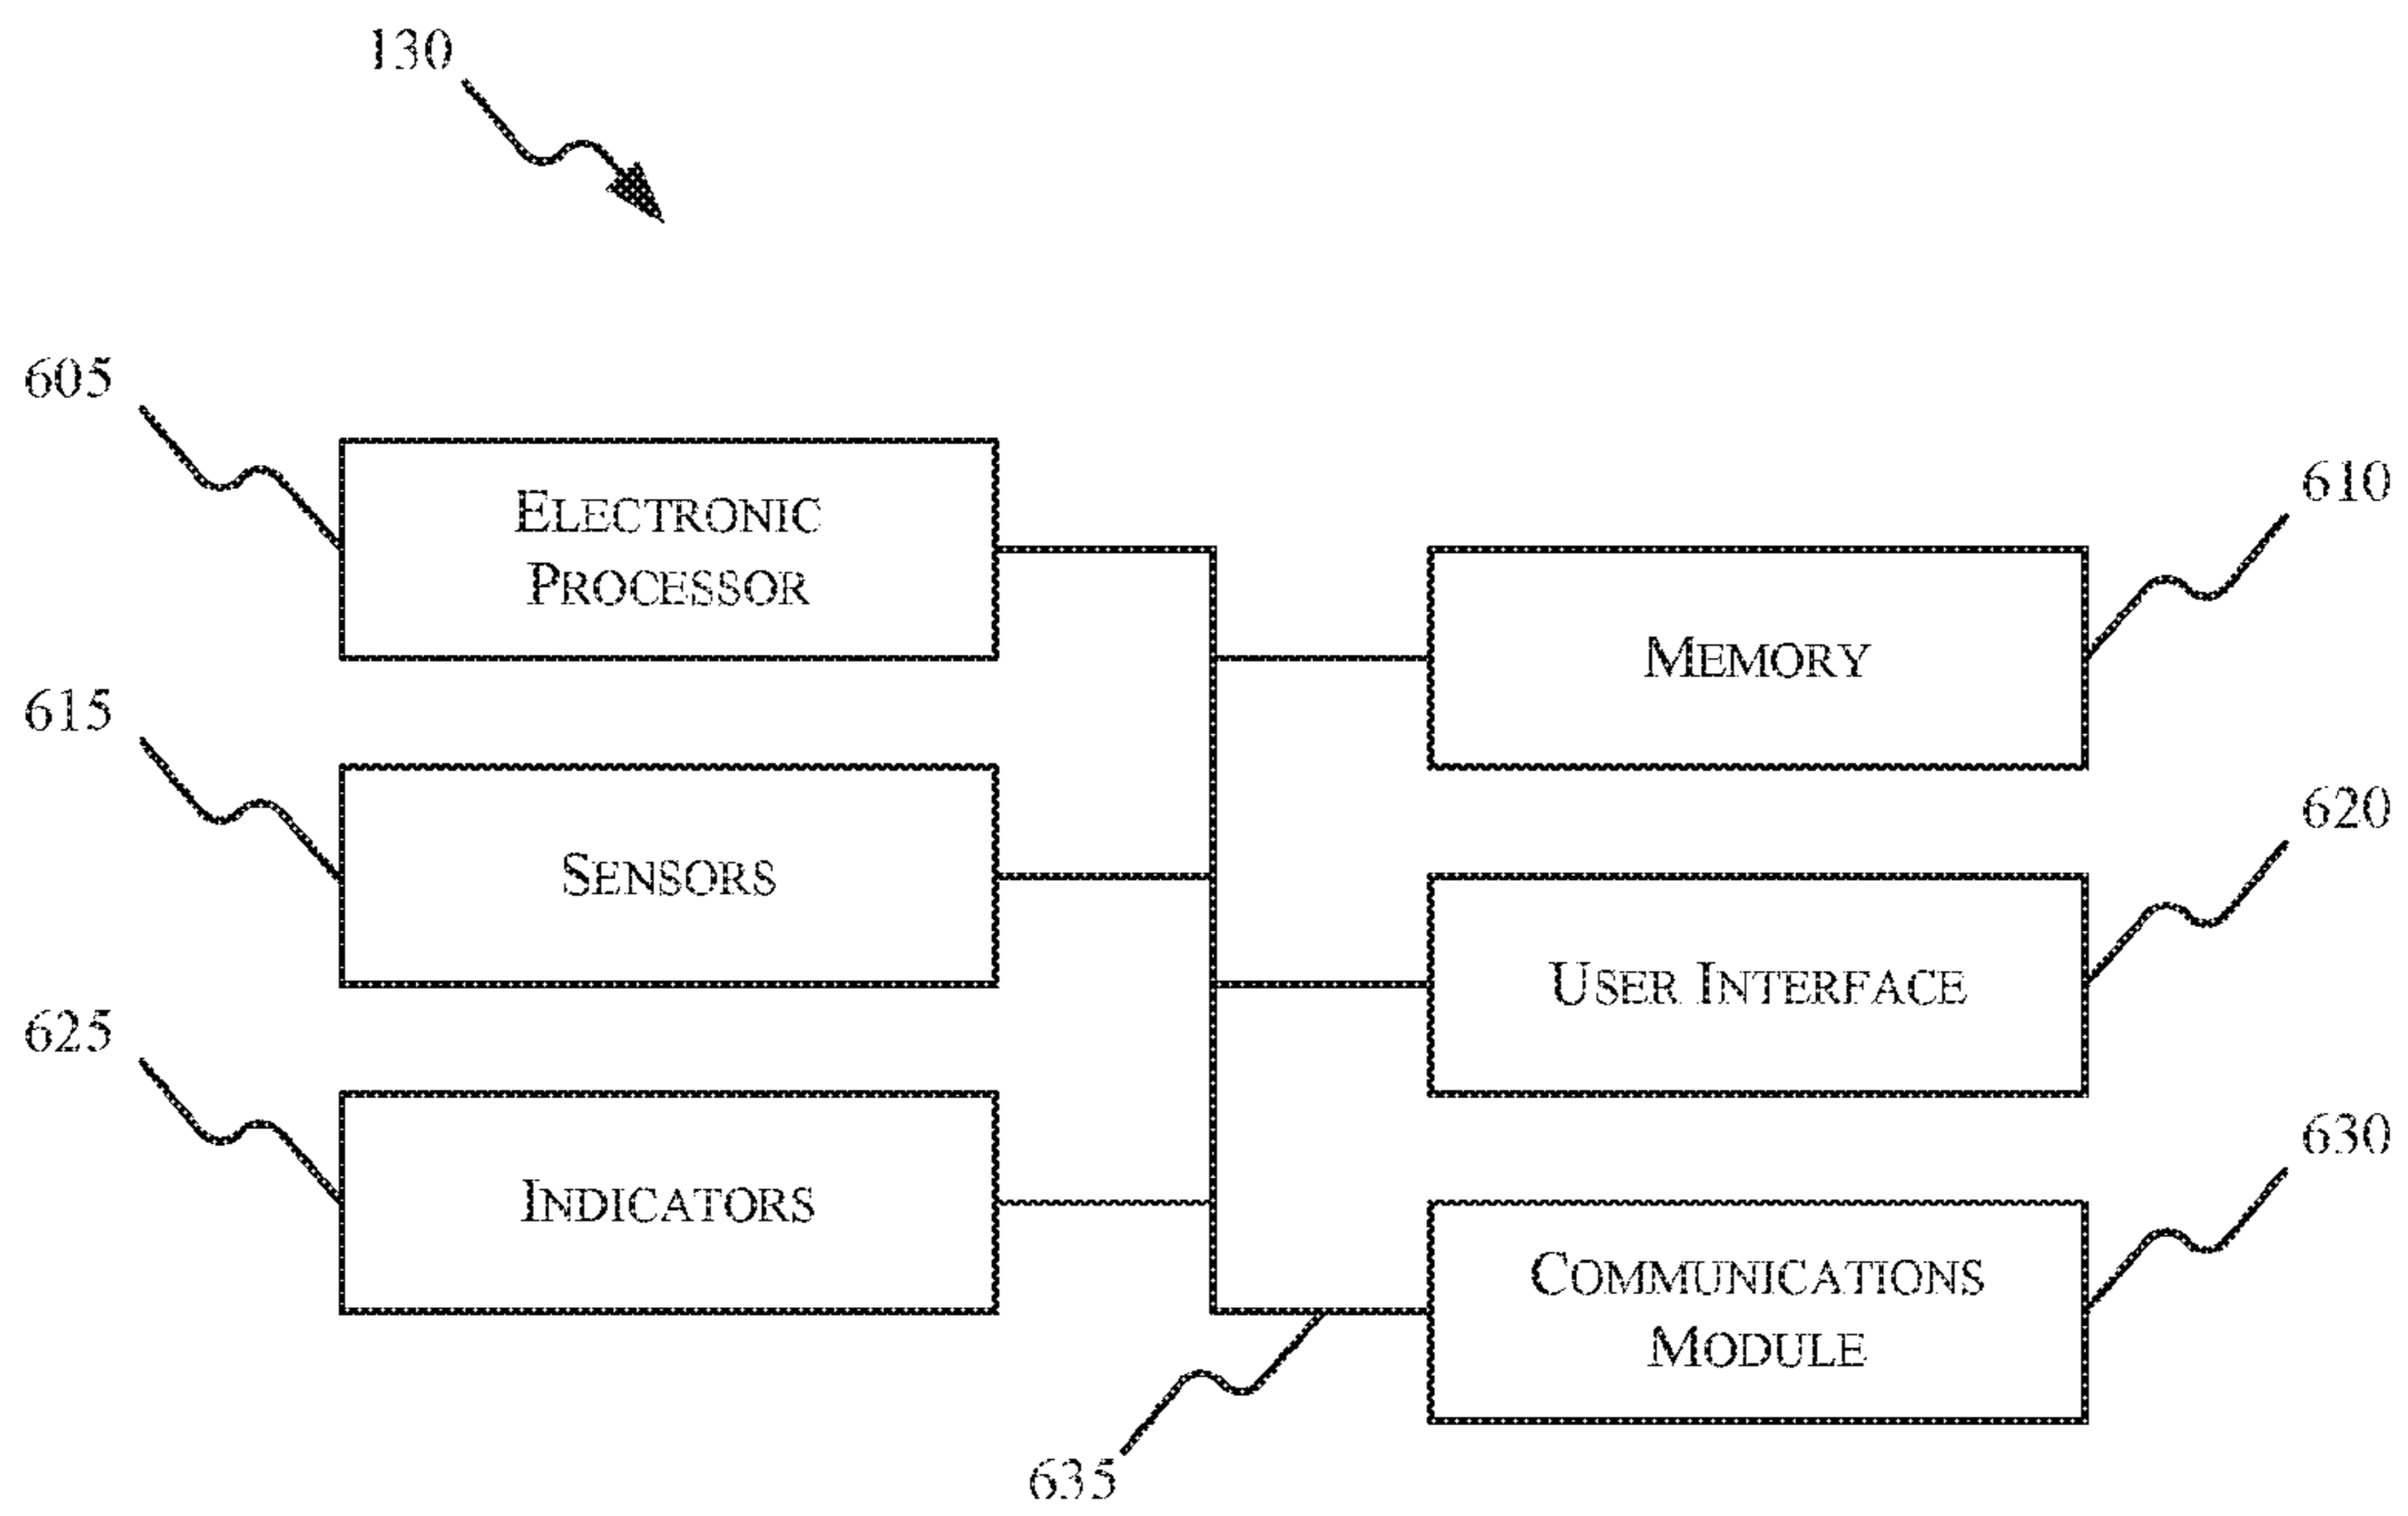 130
605
ELECTRONIC
PROCESSOR
610
MEMORY
615
SENSORS
620
USER INTERFACE
625
INDICATORS
630
COMMUNICATIONS
MODULE
635